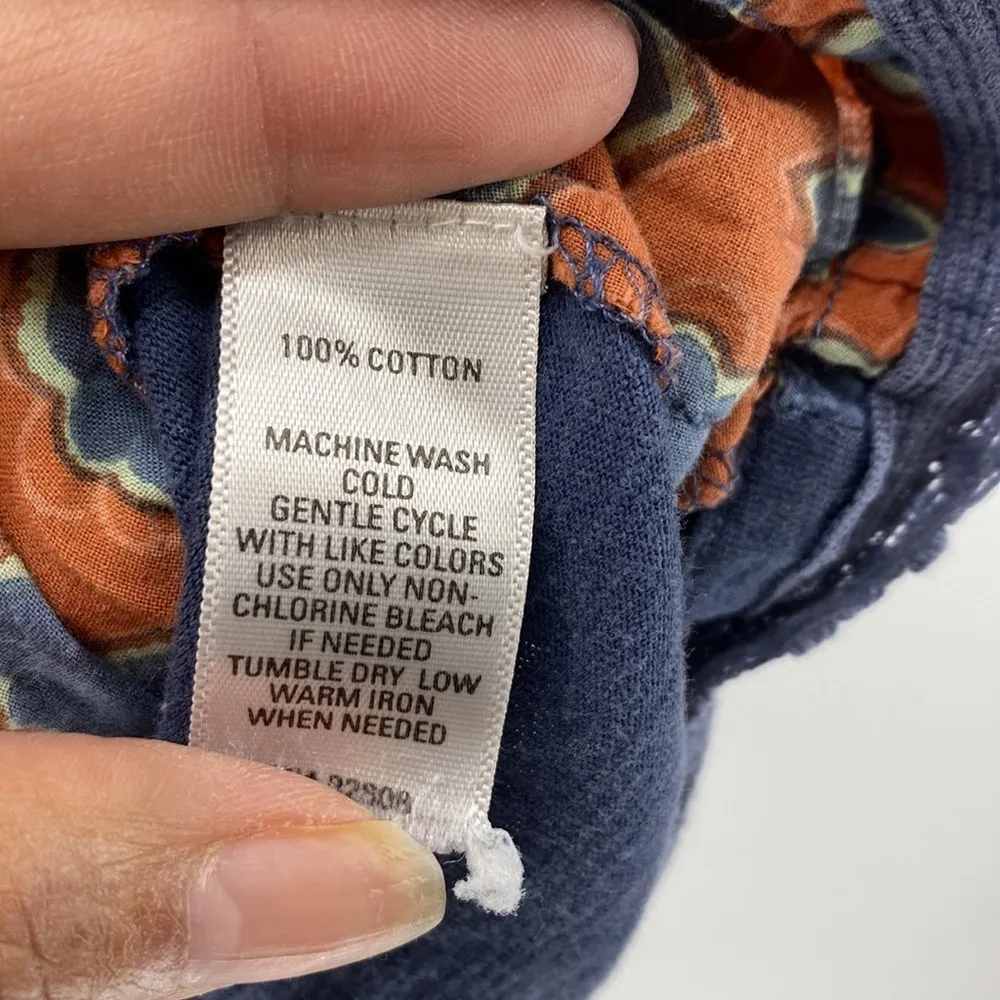 100% COTTON
MACHINE WASH
COLD
GENTLE CYCLE
WITH LIKE COLORS
USE ONLY NON-
CHLORINE BLEACH
IF NEEDED
TUMBLE DRY LOW
WARM IRON
WHEN NEEDED